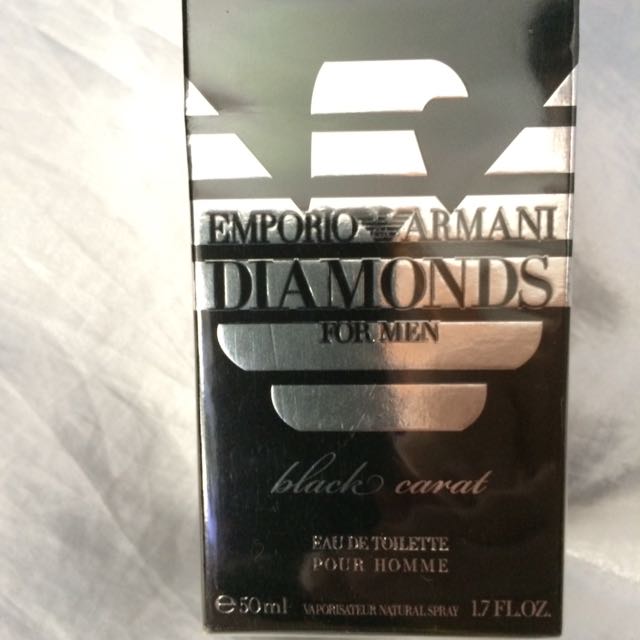 EMPORIO ARMANI
DIAMONDS
FOR MEN
black carat
EAU DE TOILETTE
POUR HOMME
℮50ml VAPORISATEUR NATURAL SPRAY 1.7 FL.OZ.